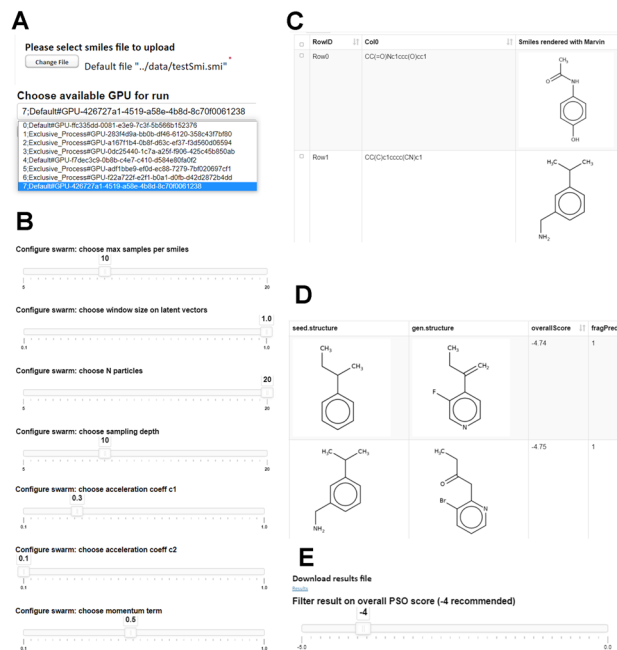 A
Please select smiles file to upload
Change File Default file "../data/testSmi.smi" *
Choose available GPU for run
7;Default#GPU-426727a1-4519-a58e-4b8d-8c70f0061238
0;Default#GPU-ffc335dd-0081-e3e9-7c3f-5b566b152376
1;Exclusive_Process#GPU-283f4d9a-bb0b-df46-6120-358c43f7bf80
2;Exclusive_Process#GPU-a167f1b4-0b8f-d63c-ef37-f3d560d06594
3;Exclusive_Process#GPU-0dc25440-1c7a-a25f-f906-425c45b850ab
4;Default#GPU-f7dec3c9-0b8b-c4e7-c410-d584e80fa0f2
5;Exclusive_Process#GPU-adf1bbe9-ef0d-ec88-7279-7bf020697cf1
6;Exclusive_Process#GPU-f22a722f-e2f1-b0a1-d0fb-d42d2872b4dd
7;Default#GPU-426727a1-4519-a58e-4b8d-8c70f0061238
B
Configure swarm: choose max samples per smiles
10
5 20
Configure swarm: choose window size on latent vectors
1.0
0.1 1.0
Configure swarm: choose N particles
20
5 20
Configure swarm: choose sampling depth
10
5 20
Configure swarm: choose acceleration coeff c1
0.3
0.1 1.0
Configure swarm: choose acceleration coeff c2
0.1
0.1 1.0
Configure swarm: choose momentum term
0.5
0.1 1.0
C
RowID Col0 Smiles rendered with Marvin
Row0 CC(=O)Nc1ccc(O)cc1
CH3
O
NH
OH
Row1 CC(C)c1cccc(CN)c1
H3C CH3
NH2
D
seed.structure gen.structure overallScore fragPred
-4.74 1
CH3 CH3
CH3 CH2
F
N
-4.75 1
H3C CH3 H3C
O
Br
N
NH2
E
Download results file
Results
Filter result on overall PSO score (-4 recommended)
-4
-5.0 0.0